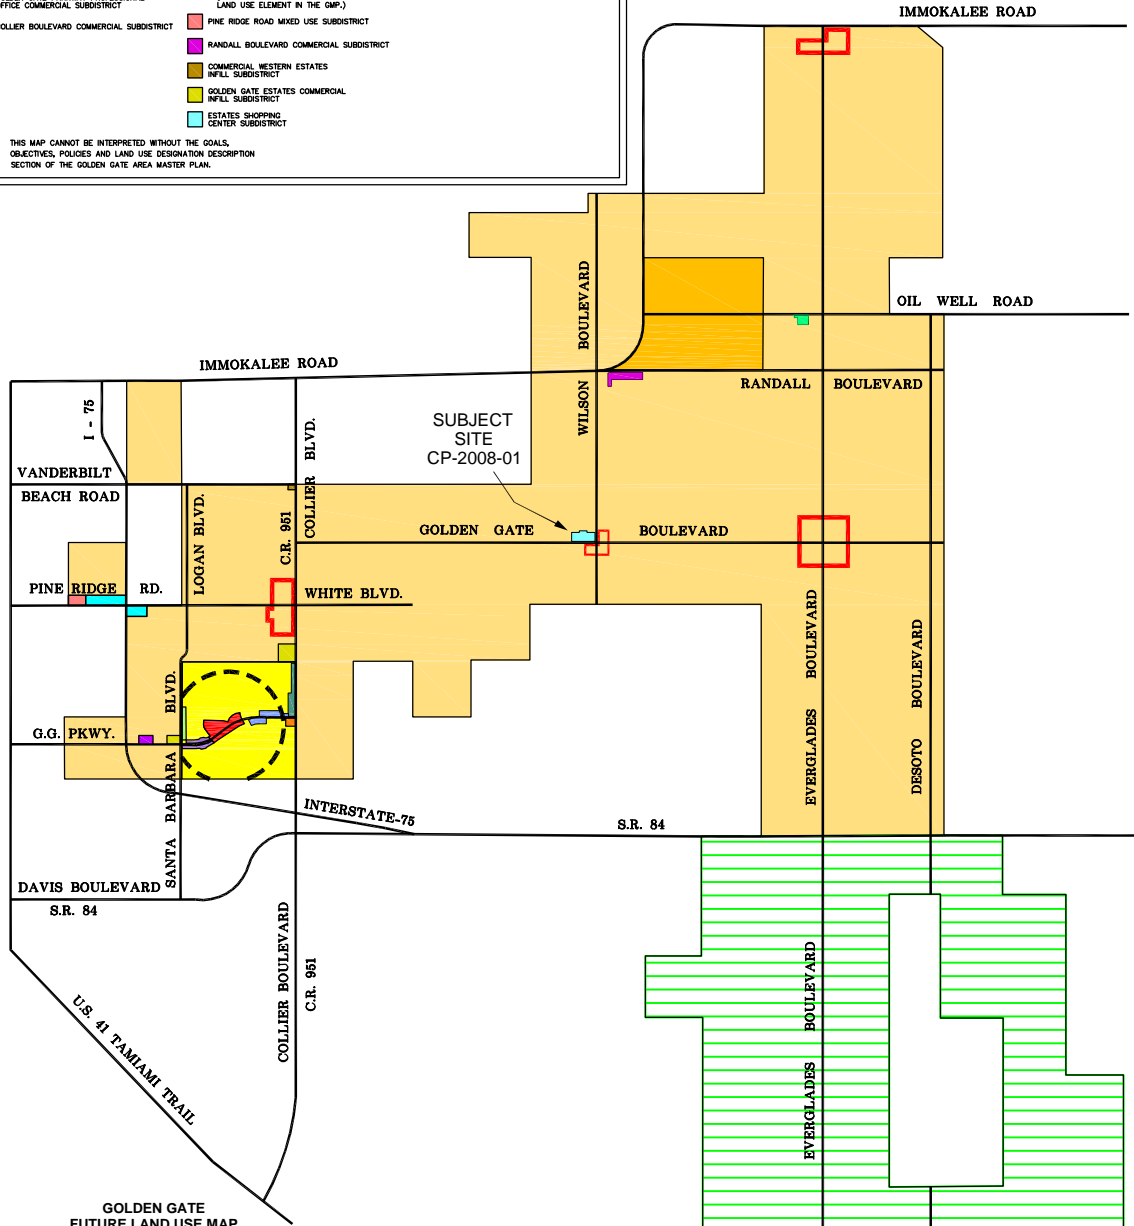 OFFICE COMMERCIAL SUBDISTRICT
LAND USE ELEMENT IN THE GMP.)
COLLIER BOULEVARD COMMERCIAL SUBDISTRICT
PINE RIDGE ROAD MIXED USE SUBDISTRICT
RANDALL BOULEVARD COMMERCIAL SUBDISTRICT
COMMERCIAL WESTERN ESTATES
INFILL SUBDISTRICT
GOLDEN GATE ESTATES COMMERCIAL
INFILL SUBDISTRICT
ESTATES SHOPPING
CENTER SUBDISTRICT
THIS MAP CANNOT BE INTERPRETED WITHOUT THE GOALS,
OBJECTIVES, POLICIES AND LAND USE DESIGNATION DESCRIPTION
SECTION OF THE GOLDEN GATE AREA MASTER PLAN.
IMMOKALEE ROAD
OIL WELL ROAD
WILSON BOULEVARD
IMMOKALEE ROAD
RANDALL BOULEVARD
I - 75
COLLIER BLVD.
C.R. 951
SUBJECT
SITE
CP-2008-01
VANDERBILT
BEACH ROAD
LOGAN BLVD.
GOLDEN GATE BOULEVARD
PINE RIDGE RD.
WHITE BLVD.
EVERGLADES BOULEVARD
DESOTO BOULEVARD
G.G. PKWY.
SANTA BARBARA BLVD.
INTERSTATE-75
S.R. 84
DAVIS BOULEVARD
S.R. 84
COLLIER BOULEVARD
C.R. 951
EVERGLADES BOULEVARD
U.S. 41 TAMIAMI TRAIL
GOLDEN GATE
FUTURE LAND USE MAP